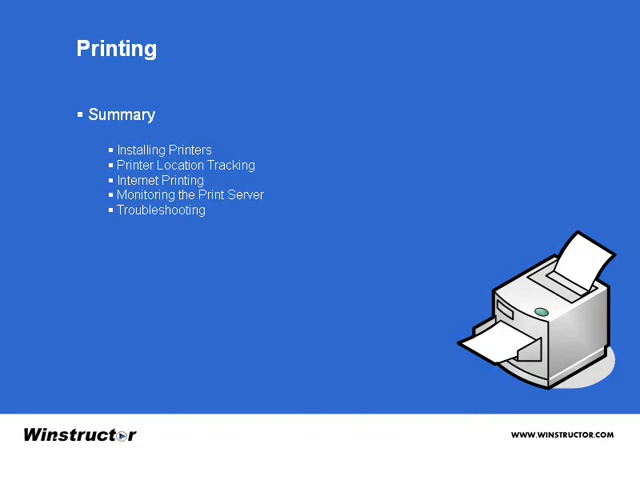 Printing
▪ Summary
▪ Installing Printers
▪ Printer Location Tracking
▪ Internet Printing
▪ Monitoring the Print Server
▪ Troubleshooting
Winstructor
WWW.WINSTRUCTOR.COM